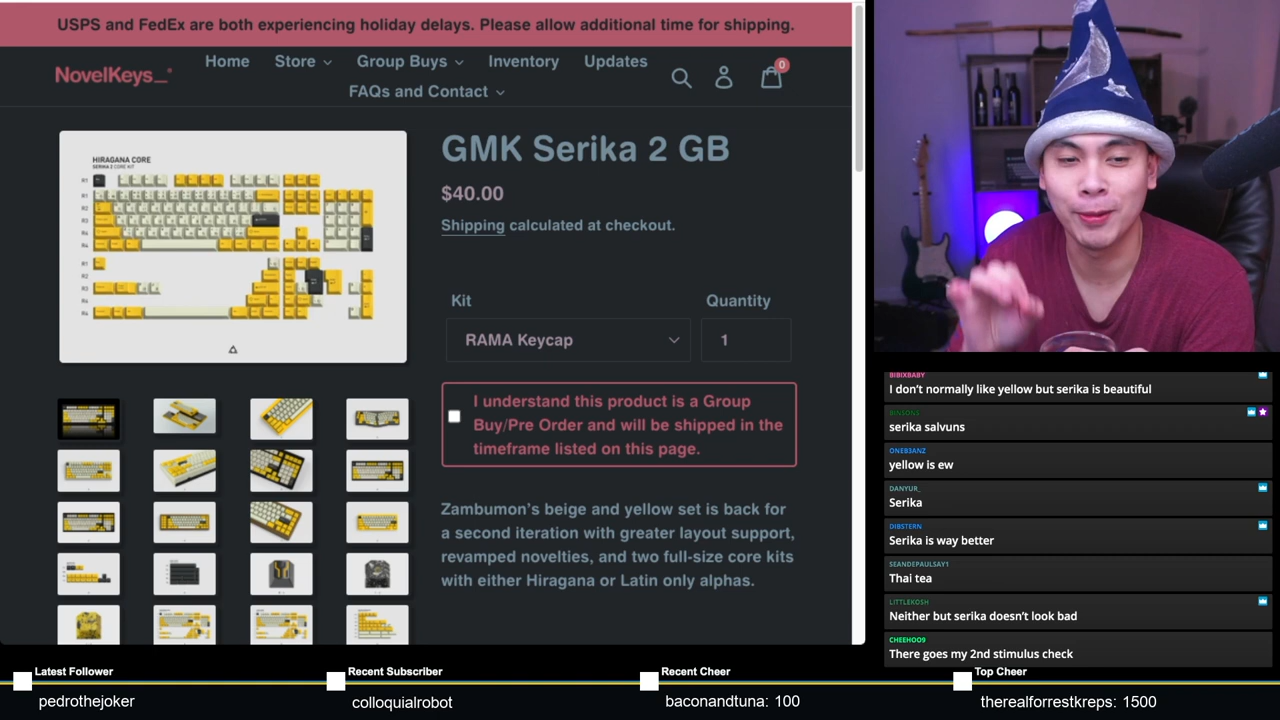 USPS and FedEx are both experiencing holiday delays. Please allow additional time for shipping.
NovelKeys_
Home
Store
Group Buys
Inventory
Updates
FAQs and Contact
0
HIRAGANA CORE
SERIKA 2 CORE KIT
GMK Serika 2 GB
$40.00
Shipping calculated at checkout.
Kit
Quantity
RAMA Keycap
1
I understand this product is a Group
Buy/Pre Order and will be shipped in the
timeframe listed on this page.
Zambumon's beige and yellow set is back for
a second iteration with greater layout support,
revamped novelties, and two full-size core kits
with either Hiragana or Latin only alphas.
BIBIXBABY
I don't normally like yellow but serika is beautiful
BINSONS
serika salvuns
ONEB3ANZ
yellow is ew
DANYUR_
Serika
DIBSTERN
Serika is way better
SEANDEPAULSAY1
Thai tea
LITTLEKOSH
Neither but serika doesn't look bad
CHEEHOO9
There goes my 2nd stimulus check
Latest Follower
pedrothejoker
Recent Subscriber
colloquialrobot
Recent Cheer
baconandtuna: 100
Top Cheer
therealforrestkreps: 1500